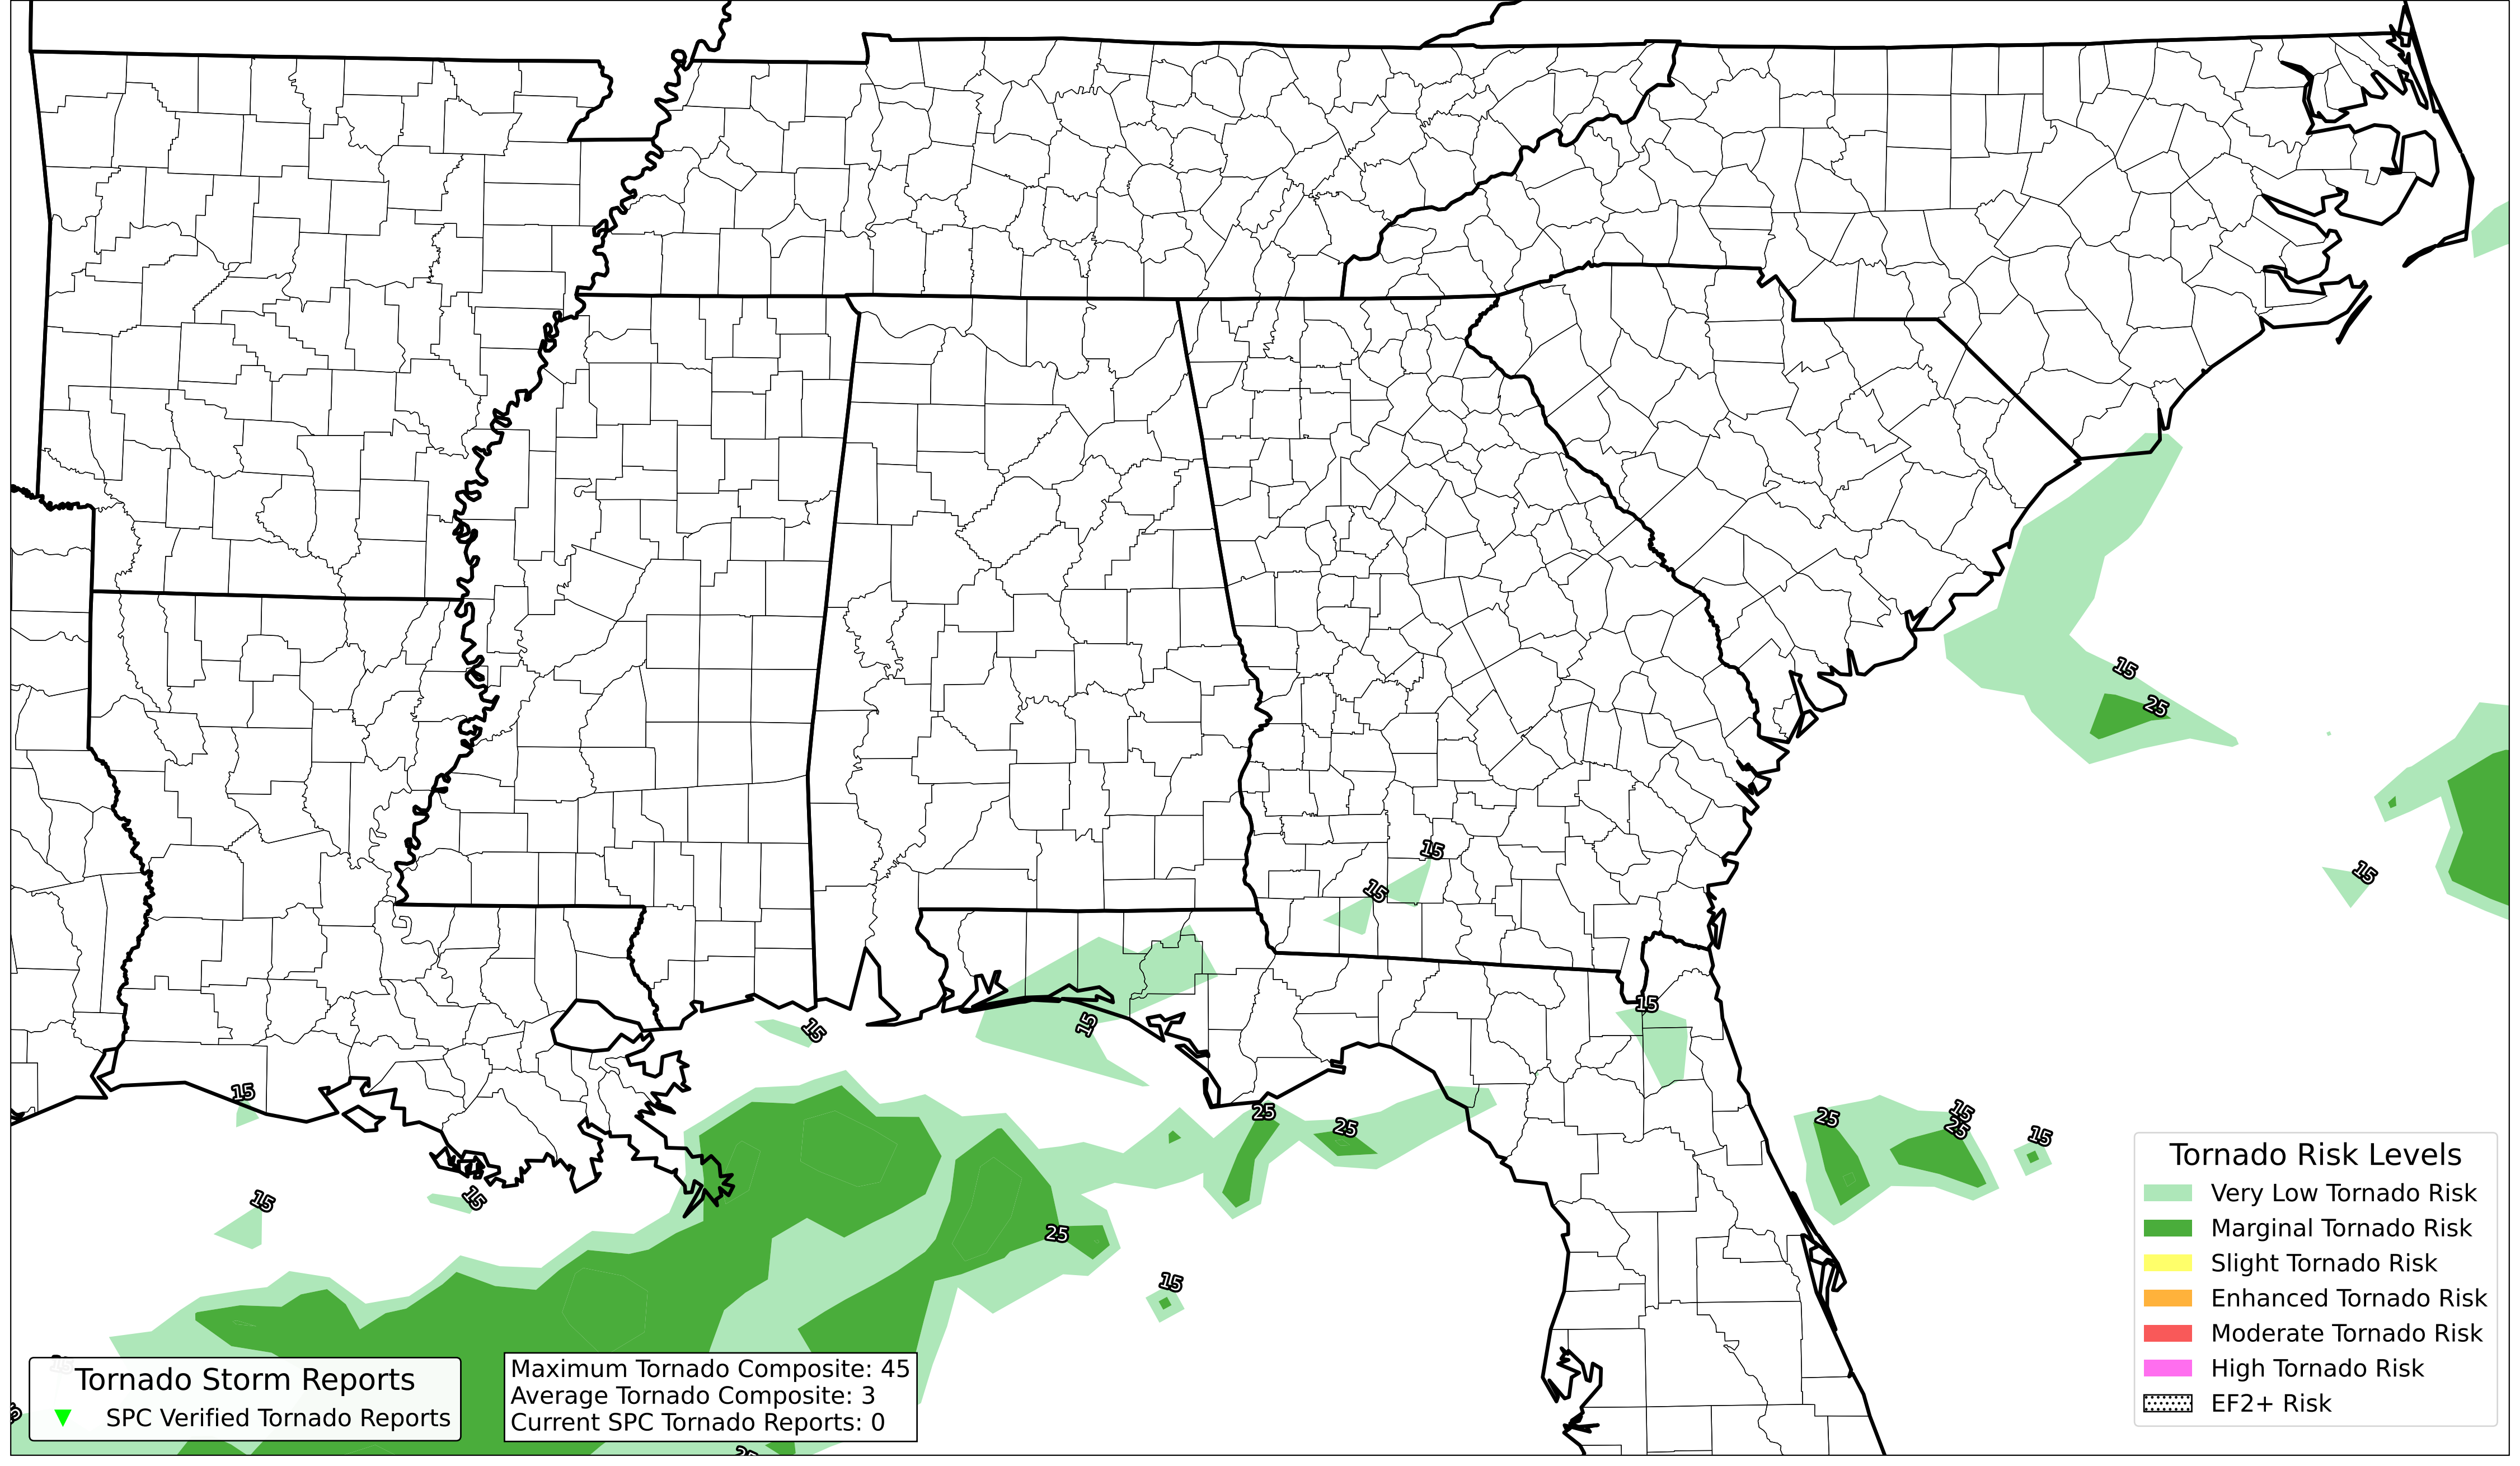 15
25
15
15
15
15
15
15
15
15
25
25
25
15
25
15
15
15
25
15
Tornado Risk Levels
Very Low Tornado Risk
Marginal Tornado Risk
Slight Tornado Risk
Enhanced Tornado Risk
Moderate Tornado Risk
High Tornado Risk
EF2+ Risk
Tornado Storm Reports
SPC Verified Tornado Reports
Maximum Tornado Composite: 45
Average Tornado Composite: 3
Current SPC Tornado Reports: 0